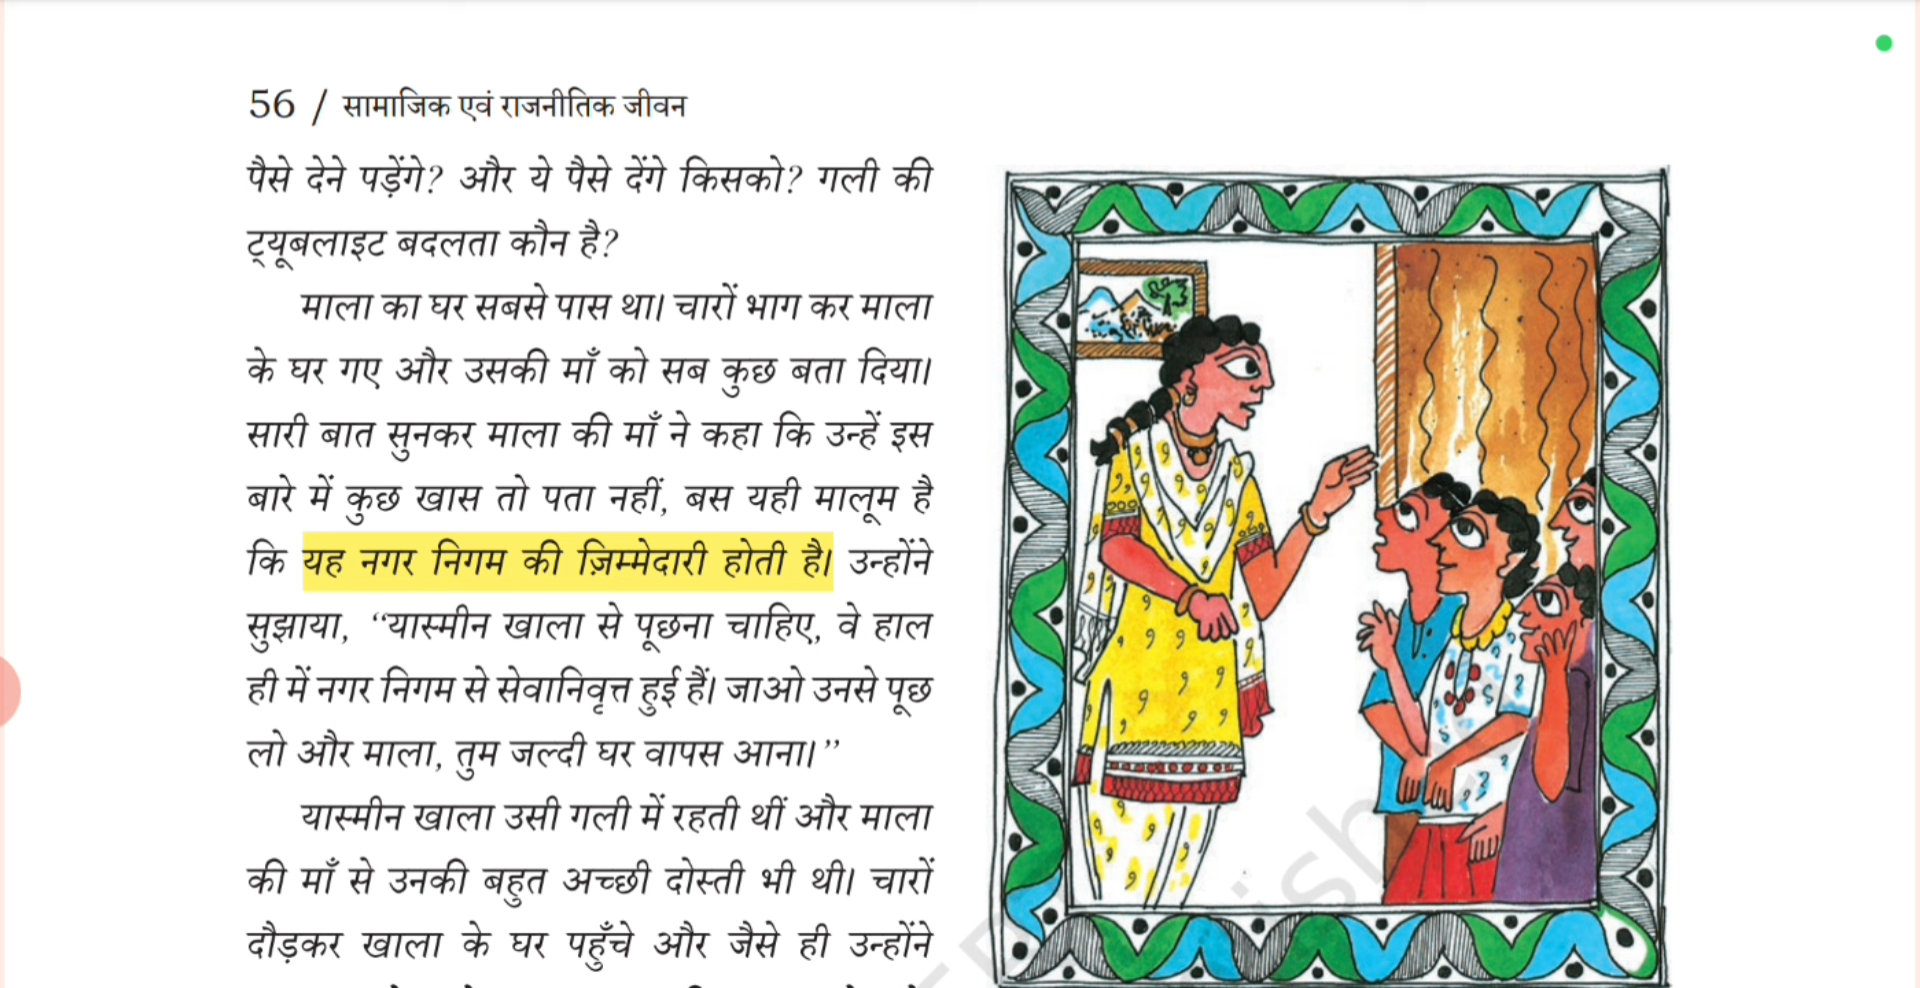 56 / सामाजिक एवं राजनीतिक जीवन
पैसे देने पड़ेंगे? और ये पैसे देंगे किसको? गली की
ट्यूबलाइट बदलता कौन है?
माला का घर सबसे पास था। चारों भाग कर माला
के घर गए और उसकी माँ को सब कुछ बता दिया।
सारी बात सुनकर माला की माँ ने कहा कि उन्हें इस
बारे में कुछ खास तो पता नहीं, बस यही मालूम है
कि यह नगर निगम की ज़िम्मेदारी होती है। उन्होंने
सुझाया, “यास्मीन खाला से पूछना चाहिए, वे हाल
ही में नगर निगम से सेवानिवृत्त हुई हैं। जाओ उनसे पूछ
लो और माला, तुम जल्दी घर वापस आना।”
यास्मीन खाला उसी गली में रहती थीं और माला
की माँ से उनकी बहुत अच्छी दोस्ती भी थी। चारों
दौड़कर खाला के घर पहुँचे और जैसे ही उन्होंने